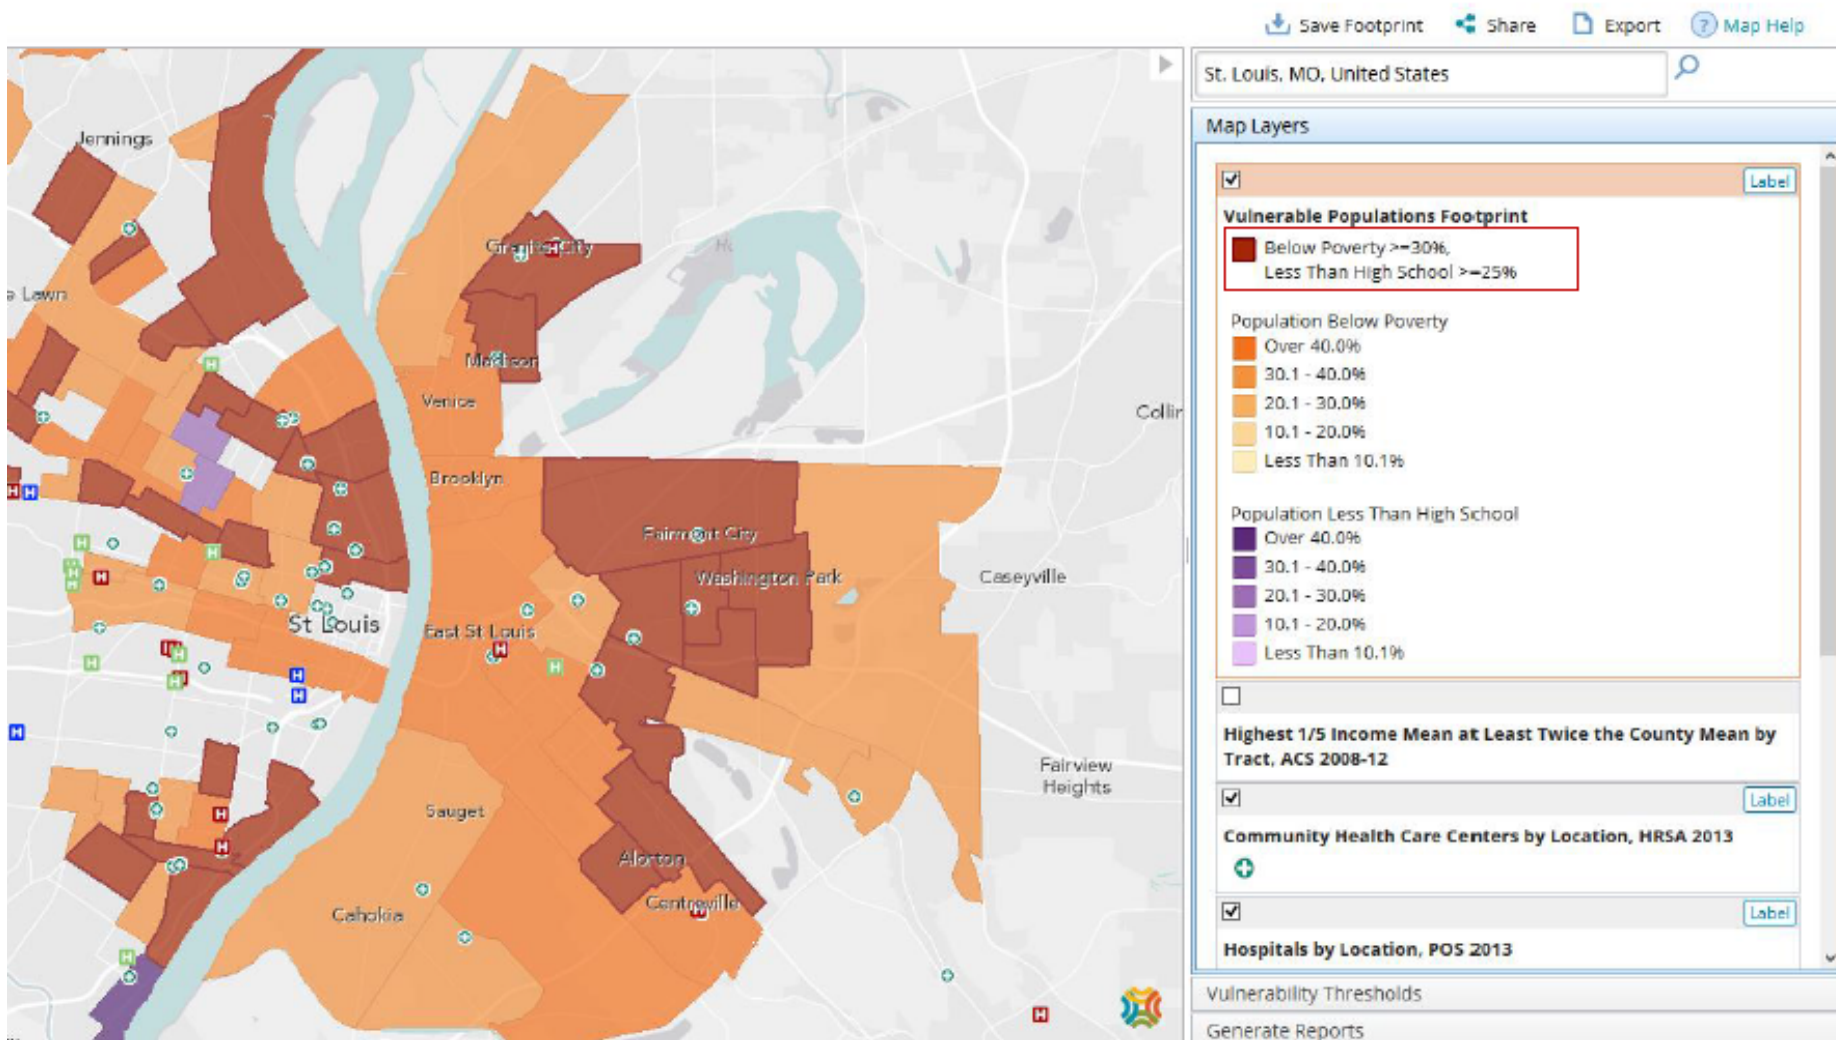 Save Footprint Share Export ? Map Help
St. Louis, MO, United States
Map Layers
Label
Vulnerable Populations Footprint
Below Poverty >=30%,
Less Than High School >=25%
Population Below Poverty
Over 40.0%
30.1 - 40.0%
20.1 - 30.0%
10.1 - 20.0%
Less Than 10.1%
Population Less Than High School
Over 40.0%
30.1 - 40.0%
20.1 - 30.0%
10.1 - 20.0%
Less Than 10.1%
Highest 1/5 Income Mean at Least Twice the County Mean by
Tract, ACS 2008-12
Label
Community Health Care Centers by Location, HRSA 2013
Label
Hospitals by Location, POS 2013
Vulnerability Thresholds
Generate Reports
Jennings
Lawn
Granite City
Madison
Venice
Collin
Brooklyn
Fairmont City
Washington Park
Caseyville
St Louis
East St Louis
Fairview
Heights
Sauget
Alorton
Centreville
Cahokia